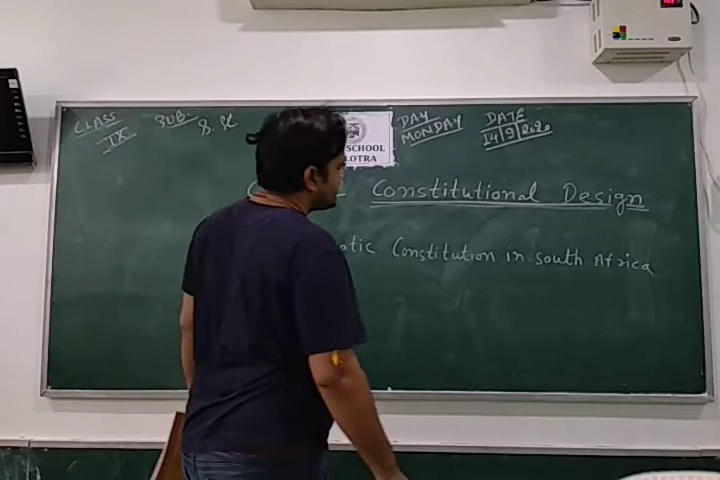 CLASS IX
SUB- S. St
SCHOOL
LOTRA
DAY MONDAY
DATE 14/9/2020
Constitutional Design
atic Constitution in south Africa